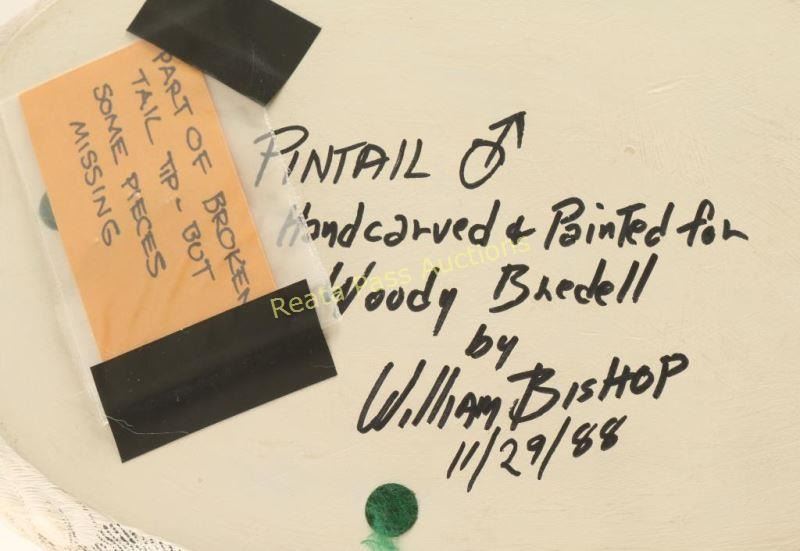 PART OF BROKEN
TAIL TIP - BUT
SOME PIECES
MISSING
PINTAIL ♂
Handcarved & Painted for
Woody Bredell
by
William Bishop
11/29/88
Reata Pass Auctions